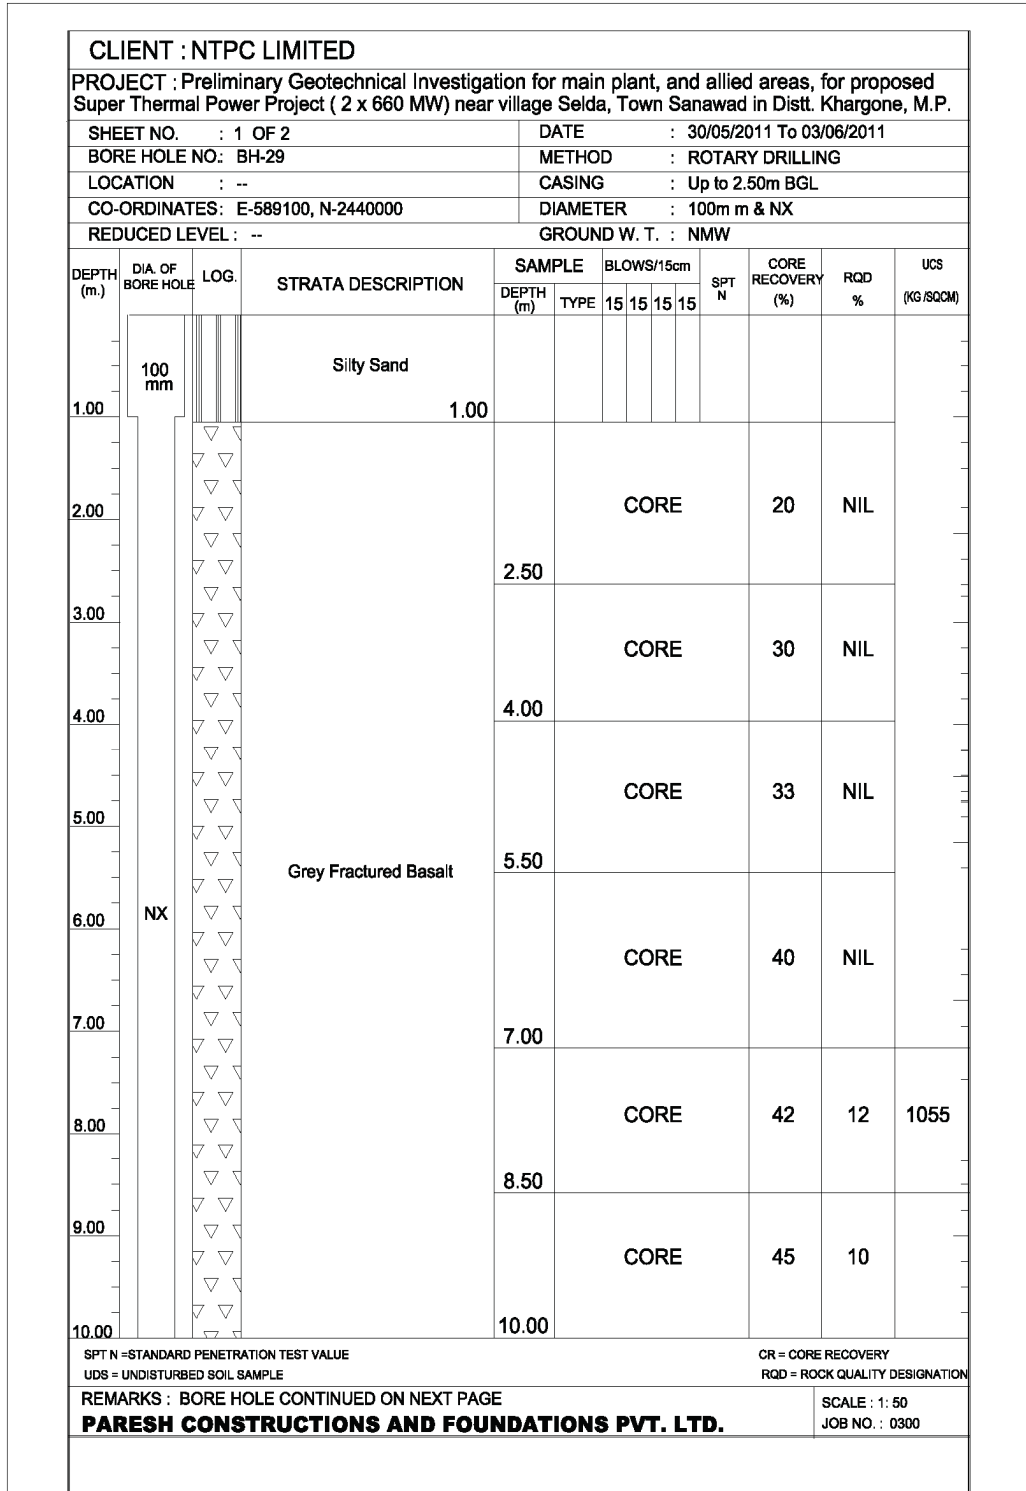 CLIENT : NTPC LIMITED
PROJECT : Preliminary Geotechnical Investigation for main plant, and allied areas, for proposed
Super Thermal Power Project ( 2 x 660 MW) near village Selda, Town Sanawad in Distt. Khargone, M.P.
SHEET NO. : 1 OF 2 DATE : 30/05/2011 To 03/06/2011
BORE HOLE NO.: BH-29 METHOD : ROTARY DRILLING
LOCATION : -- CASING : Up to 2.50m BGL
CO-ORDINATES: E-589100, N-2440000 DIAMETER : 100m m & NX
REDUCED LEVEL : -- GROUND W. T. : NMW
DEPTH (m.) DIA. OF BORE HOLE LOG. STRATA DESCRIPTION SAMPLE BLOWS/15cm SPT N CORE RECOVERY (%) RQD % UCS (KG /SQCM)
DEPTH (m) TYPE 15 15 15 15
100 mm Silty Sand
1.00 1.00
2.00 CORE 20 NIL
2.50
3.00
CORE 30 NIL
4.00 4.00
CORE 33 NIL
5.00
5.50
Grey Fractured Basalt
6.00 NX
CORE 40 NIL
7.00 7.00
8.00 CORE 42 12 1055
8.50
9.00
CORE 45 10
10.00 10.00
SPT N =STANDARD PENETRATION TEST VALUE CR = CORE RECOVERY
UDS = UNDISTURBED SOIL SAMPLE RQD = ROCK QUALITY DESIGNATION
REMARKS : BORE HOLE CONTINUED ON NEXT PAGE SCALE : 1: 50
PARESH CONSTRUCTIONS AND FOUNDATIONS PVT. LTD. JOB NO. : 0300